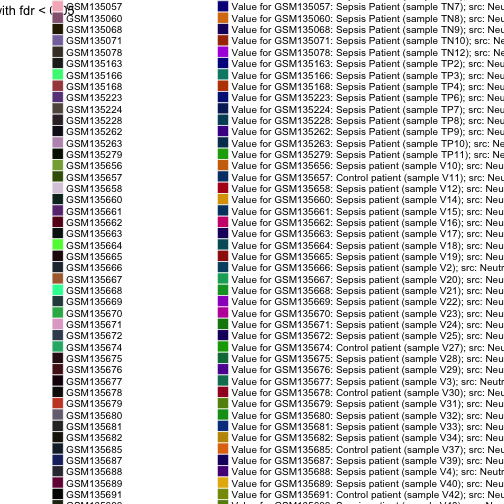 with fdr < 0
GSM135057 Value for GSM135057: Sepsis Patient (sample TN7); src: Neu
GSM135060 Value for GSM135060: Sepsis Patient (sample TN8); src: Neu
GSM135068 Value for GSM135068: Sepsis Patient (sample TN9); src: Neu
GSM135071 Value for GSM135071: Sepsis Patient (sample TN10); src: Ne
GSM135078 Value for GSM135078: Sepsis Patient (sample TN12); src: Ne
GSM135163 Value for GSM135163: Sepsis Patient (sample TP2); src: Neu
GSM135166 Value for GSM135166: Sepsis Patient (sample TP3); src: Neu
GSM135168 Value for GSM135168: Sepsis Patient (sample TP4); src: Neu
GSM135223 Value for GSM135223: Sepsis Patient (sample TP6); src: Neu
GSM135224 Value for GSM135224: Sepsis Patient (sample TP7); src: Neu
GSM135228 Value for GSM135228: Sepsis Patient (sample TP8); src: Neu
GSM135262 Value for GSM135262: Sepsis Patient (sample TP9); src: Neu
GSM135263 Value for GSM135263: Sepsis Patient (sample TP10); src: Ne
GSM135279 Value for GSM135279: Sepsis Patient (sample TP11); src: Ne
GSM135656 Value for GSM135656: Sepsis patient (sample V10); src: Neu
GSM135657 Value for GSM135657: Control patient (sample V11); src: Neu
GSM135658 Value for GSM135658: Sepsis patient (sample V12); src: Neu
GSM135660 Value for GSM135660: Sepsis patient (sample V14); src: Neu
GSM135661 Value for GSM135661: Sepsis patient (sample V15); src: Neu
GSM135662 Value for GSM135662: Sepsis patient (sample V16); src: Neu
GSM135663 Value for GSM135663: Sepsis patient (sample V17); src: Neu
GSM135664 Value for GSM135664: Sepsis patient (sample V18); src: Neu
GSM135665 Value for GSM135665: Sepsis patient (sample V19); src: Neu
GSM135666 Value for GSM135666: Sepsis patient (sample V2); src: Neutr
GSM135667 Value for GSM135667: Sepsis patient (sample V20); src: Neu
GSM135668 Value for GSM135668: Sepsis patient (sample V21); src: Neu
GSM135669 Value for GSM135669: Sepsis patient (sample V22); src: Neu
GSM135670 Value for GSM135670: Sepsis patient (sample V23); src: Neu
GSM135671 Value for GSM135671: Sepsis patient (sample V24); src: Neu
GSM135672 Value for GSM135672: Sepsis patient (sample V25); src: Neu
GSM135674 Value for GSM135674: Control patient (sample V27); src: Neu
GSM135675 Value for GSM135675: Sepsis patient (sample V28); src: Neu
GSM135676 Value for GSM135676: Sepsis patient (sample V29); src: Neu
GSM135677 Value for GSM135677: Sepsis patient (sample V3); src: Neutr
GSM135678 Value for GSM135678: Control patient (sample V30); src: Neu
GSM135679 Value for GSM135679: Sepsis patient (sample V31); src: Neu
GSM135680 Value for GSM135680: Sepsis patient (sample V32); src: Neu
GSM135681 Value for GSM135681: Sepsis patient (sample V33); src: Neu
GSM135682 Value for GSM135682: Sepsis patient (sample V34); src: Neu
GSM135685 Value for GSM135685: Control patient (sample V37); src: Neu
GSM135687 Value for GSM135687: Sepsis patient (sample V39); src: Neu
GSM135688 Value for GSM135688: Sepsis patient (sample V4); src: Neutr
GSM135689 Value for GSM135689: Sepsis patient (sample V40); src: Neu
GSM135691 Value for GSM135691: Control patient (sample V42); src: Neu